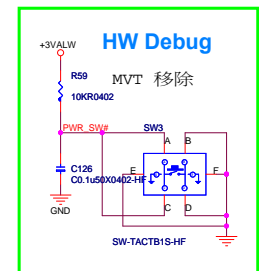 HW Debug
+3VALW
R59
MVT 移除
10KR0402
PWR_SW#
SW3
A
B
C126
E
F
C0.1u50X0402-HF
C
D
GND
SW-TACTB1S-HF